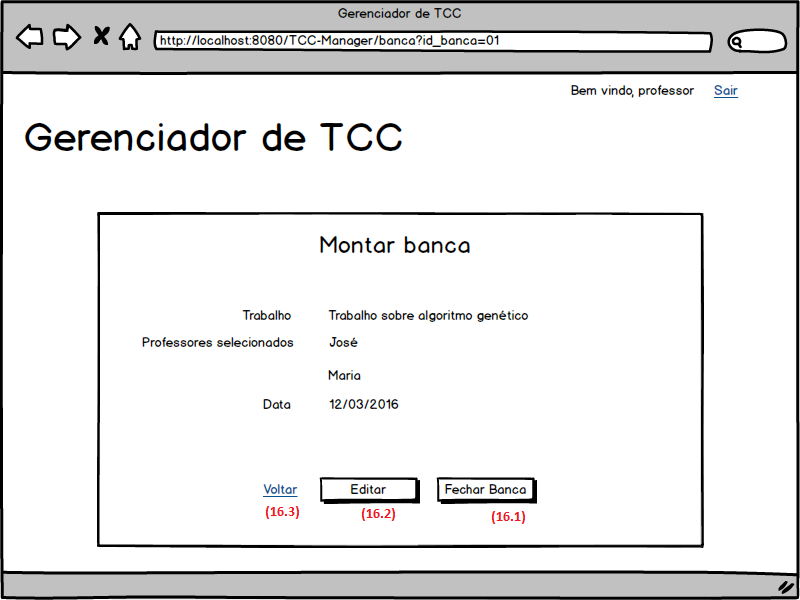 Gerenciador de TCC
http://localhost:8080/TCC-Manager/banca?id_banca=01
Bem vindo, professor Sair
Gerenciador de TCC
Montar banca
Trabalho Trabalho sobre algoritmo genético
Professores selecionados José
Maria
Data 12/03/2016
Voltar Editar Fechar Banca
(16.3) (16.2) (16.1)